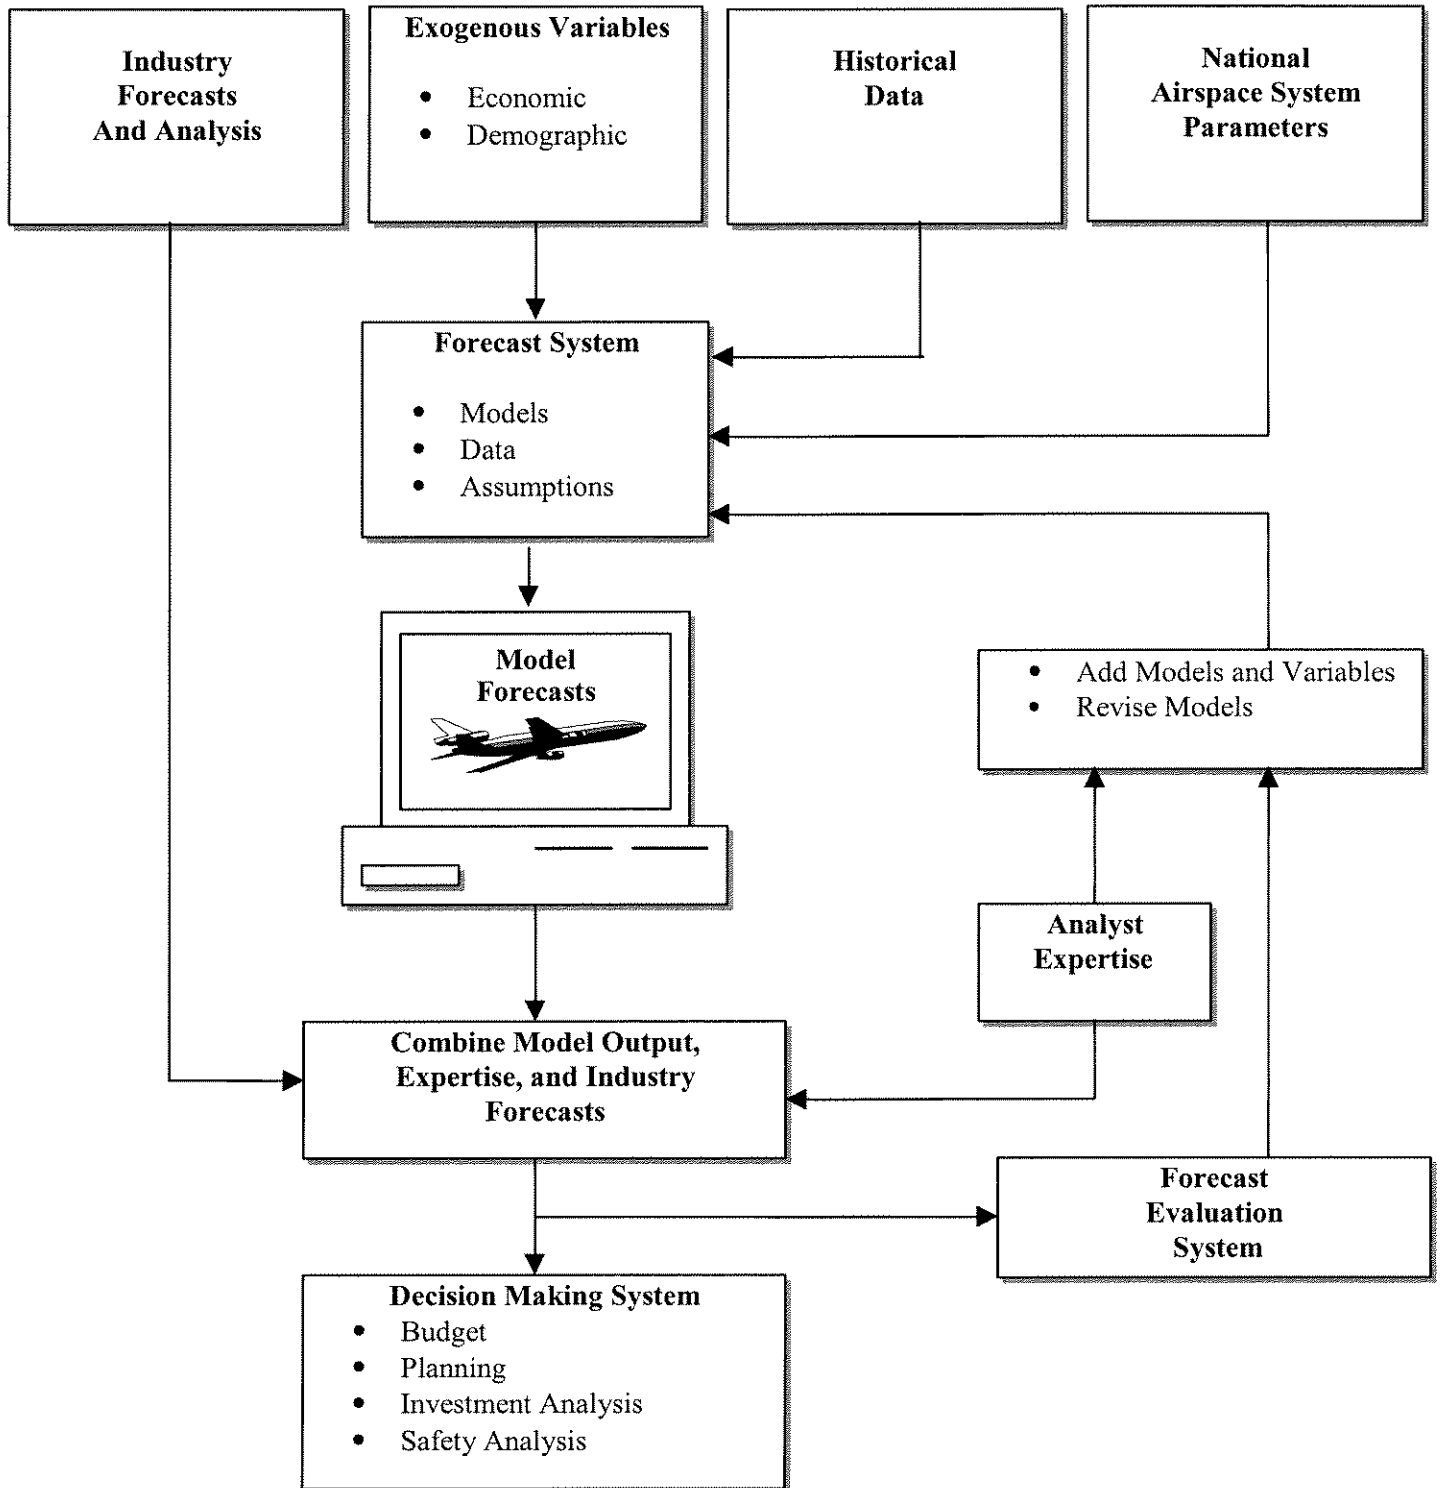 Industry
Forecasts
And Analysis
Exogenous Variables
• Economic
• Demographic
Historical
Data
National
Airspace System
Parameters
Forecast System
• Models
• Data
• Assumptions
Model
Forecasts
• Add Models and Variables
• Revise Models
Analyst
Expertise
Combine Model Output,
Expertise, and Industry
Forecasts
Forecast
Evaluation
System
Decision Making System
• Budget
• Planning
• Investment Analysis
• Safety Analysis